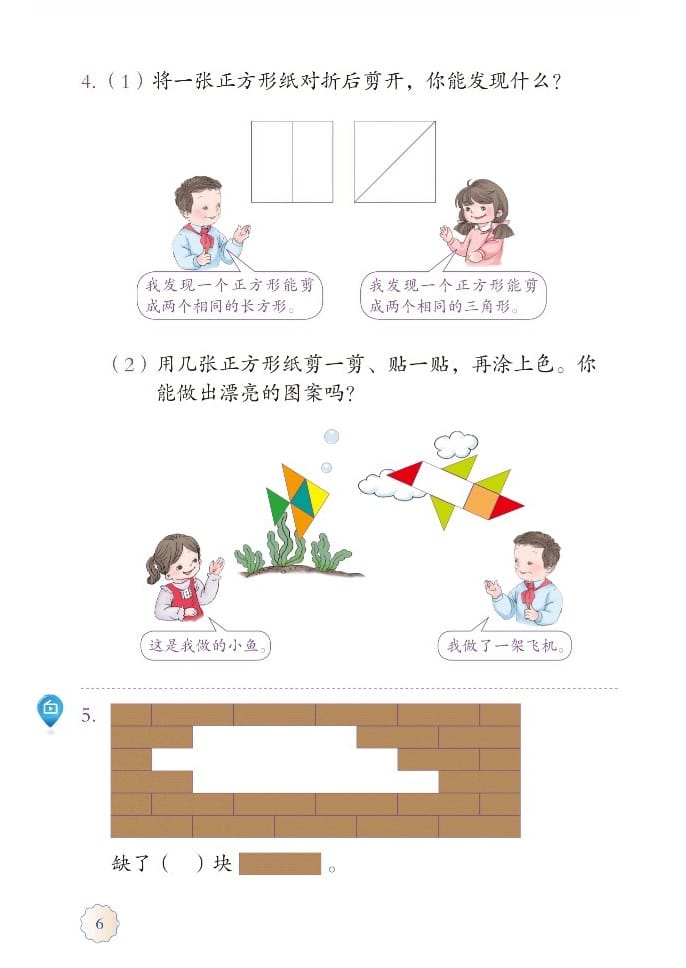 4.（1）将一张正方形纸对折后剪开，你能发现什么？
我发现一个正方形能剪
成两个相同的长方形。
我发现一个正方形能剪
成两个相同的三角形。
（2）用几张正方形纸剪一剪、贴一贴，再涂上色。你
能做出漂亮的图案吗？
这是我做的小鱼。
我做了一架飞机。
5.
缺了（ ）块 。
6